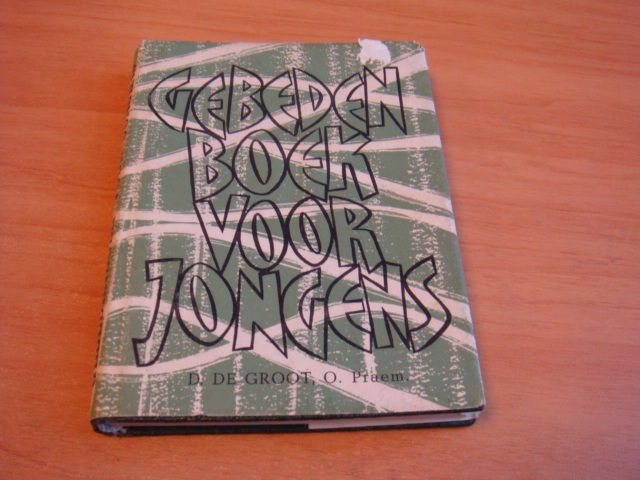 GEBEDEN
BOEK
VOOR
JONGENS
D. DE GROOT, O. Praem.